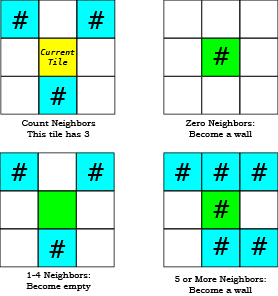 # #
Current
Tile
#
Count Neighbors
This tile has 3
#
Zero Neighbors:
Become a wall
# #
#
1-4 Neighbors:
Become empty
# # #
#
# #
5 or More Neighbors:
Become a wall